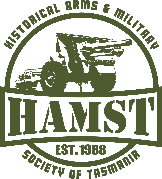 HISTORICAL ARMS & MILITARY
HAMST
EST. 1988
SOCIETY OF TASMANIA